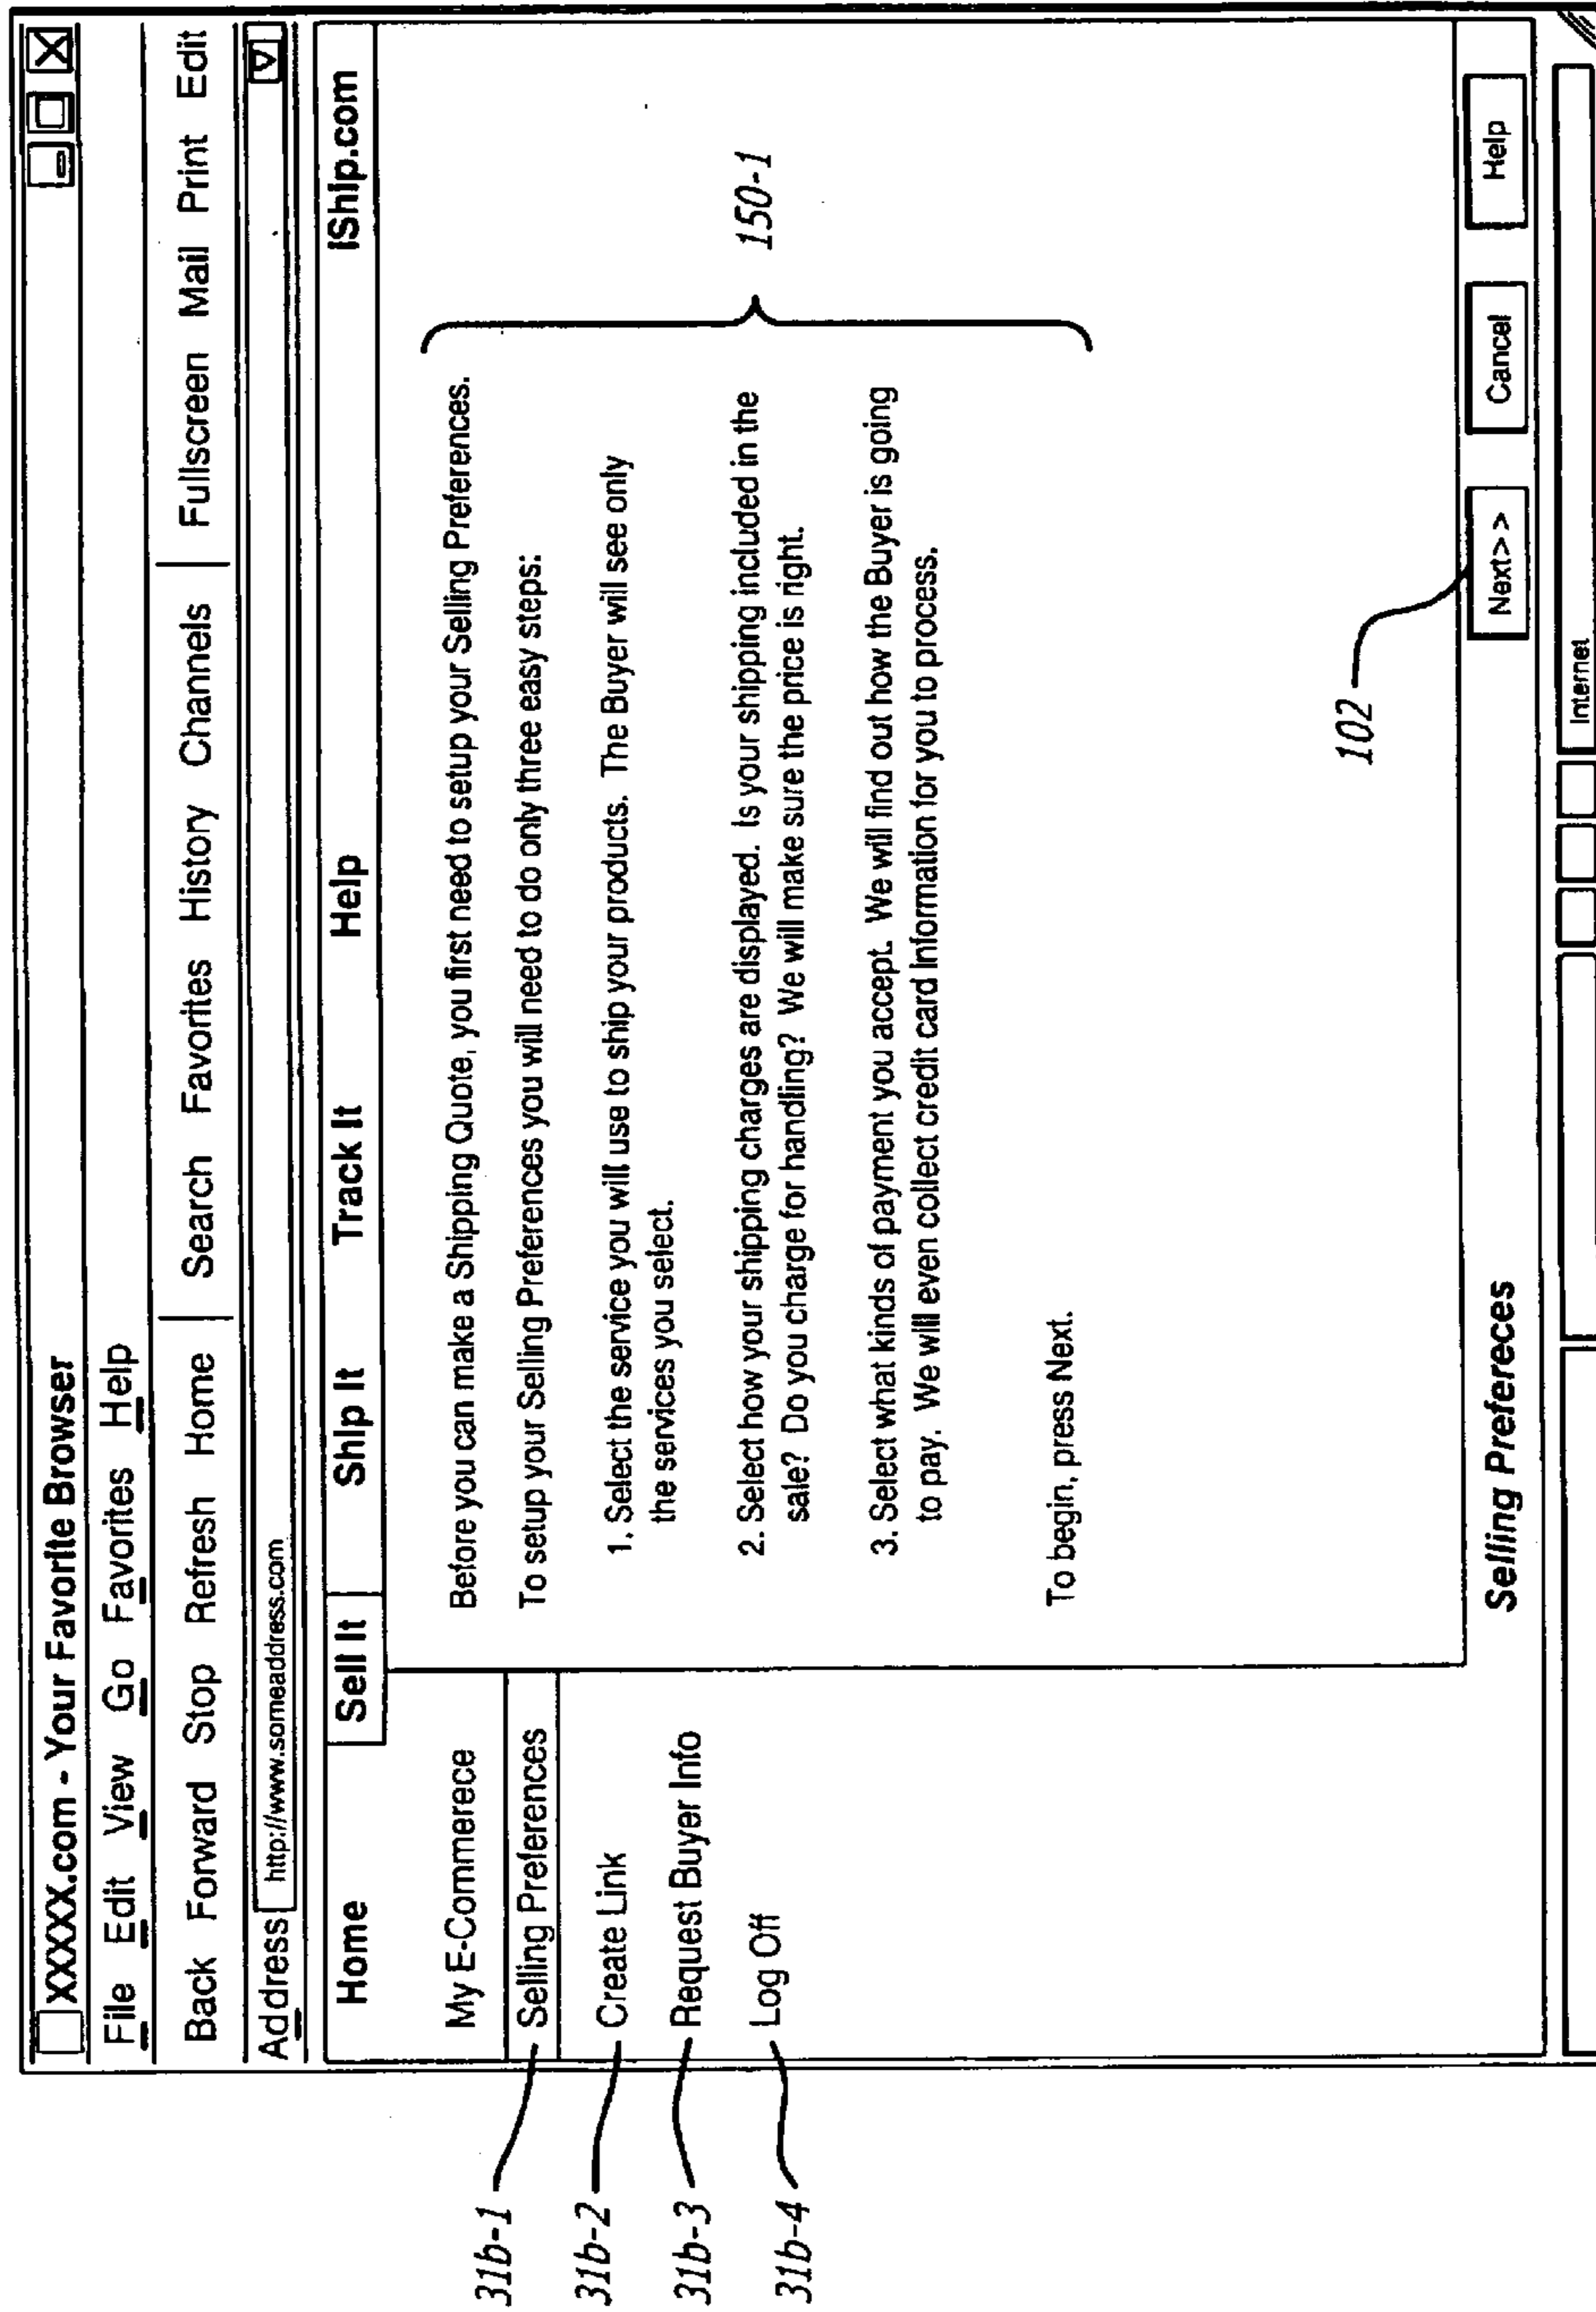 XXXXX.com - Your Favorite Browser
File Edit View Go Favorites Help
Back Forward Stop Refresh Home | Search Favorites History Channels | Fullscreen Mail Print Edit
Address http://www.someaddress.com
Home Sell It Ship It Track It Help iShip.com
My E-Commerece
31b-1 Selling Preferences
31b-2 Create Link
31b-3 Request Buyer Info
31b-4 Log Off
Before you can make a Shipping Quote, you first need to setup your Selling Preferences.
To setup your Selling Preferences you will need to do only three easy steps:
1. Select the service you will use to ship your products. The Buyer will see only
the services you select.
2. Select how your shipping charges are displayed. Is your shipping included in the
sale? Do you charge for handling? We will make sure the price is right.
3. Select what kinds of payment you accept. We will find out how the Buyer is going
to pay. We will even collect credit card information for you to process.
To begin, press Next.
150-1
102
Selling Prefereces
Next>> Cancel Help
Internet